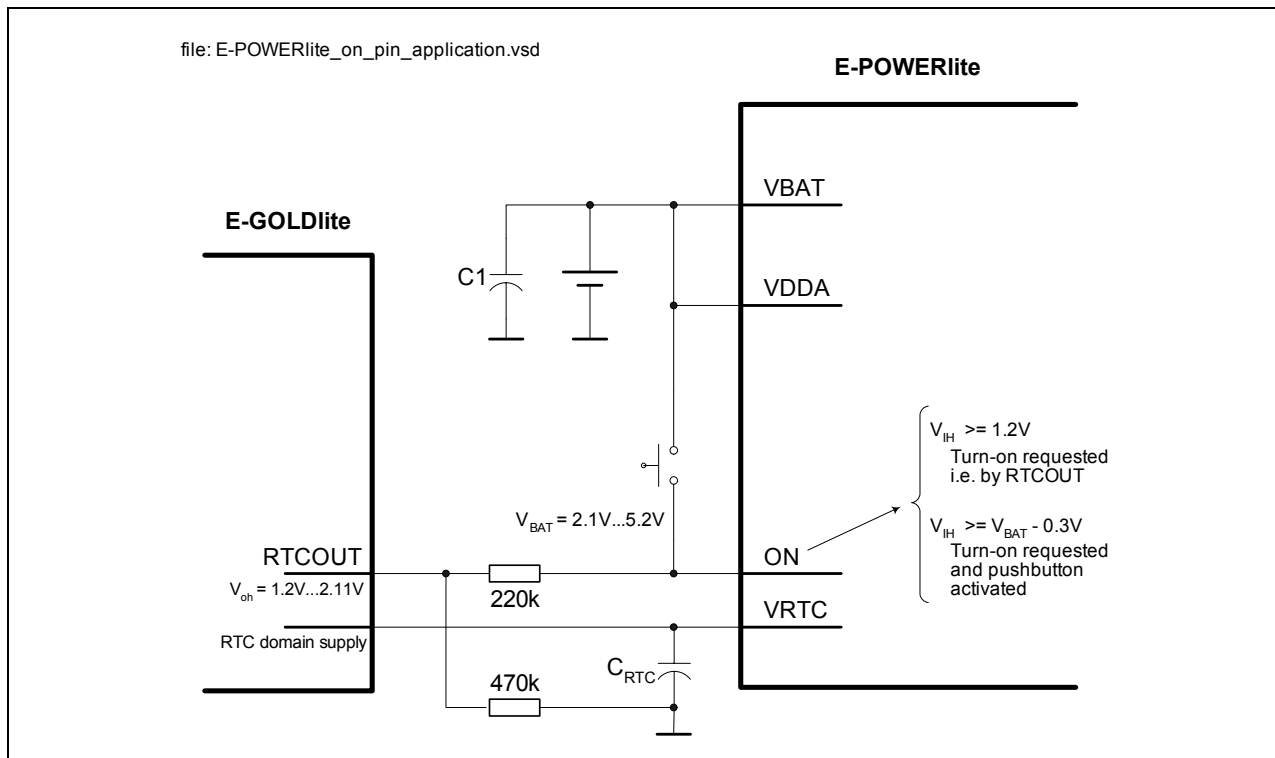 file: E-POWERlite_on_pin_application.vsd
E-POWERlite
VBAT
E-GOLDlite
C1
VDDA
V_IH >= 1.2V
Turn-on requested
i.e. by RTCOUT
V_BAT = 2.1V...5.2V
V_IH >= V_BAT - 0.3V
Turn-on requested
and pushbutton
activated
RTCOUT
ON
V_oh = 1.2V...2.11V
220k
VRTC
RTC domain supply
C_RTC
470k